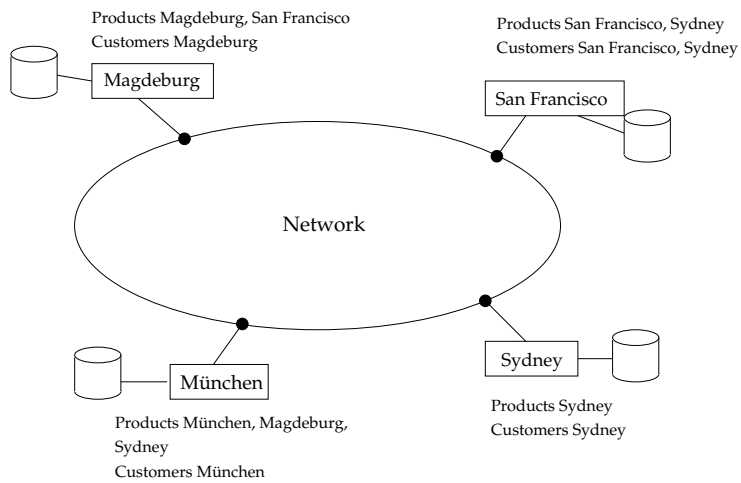 Products Magdeburg, San Francisco
Customers Magdeburg
Magdeburg
Products San Francisco, Sydney
Customers San Francisco, Sydney
San Francisco
Network
München
Products München, Magdeburg,
Sydney
Customers München
Sydney
Products Sydney
Customers Sydney